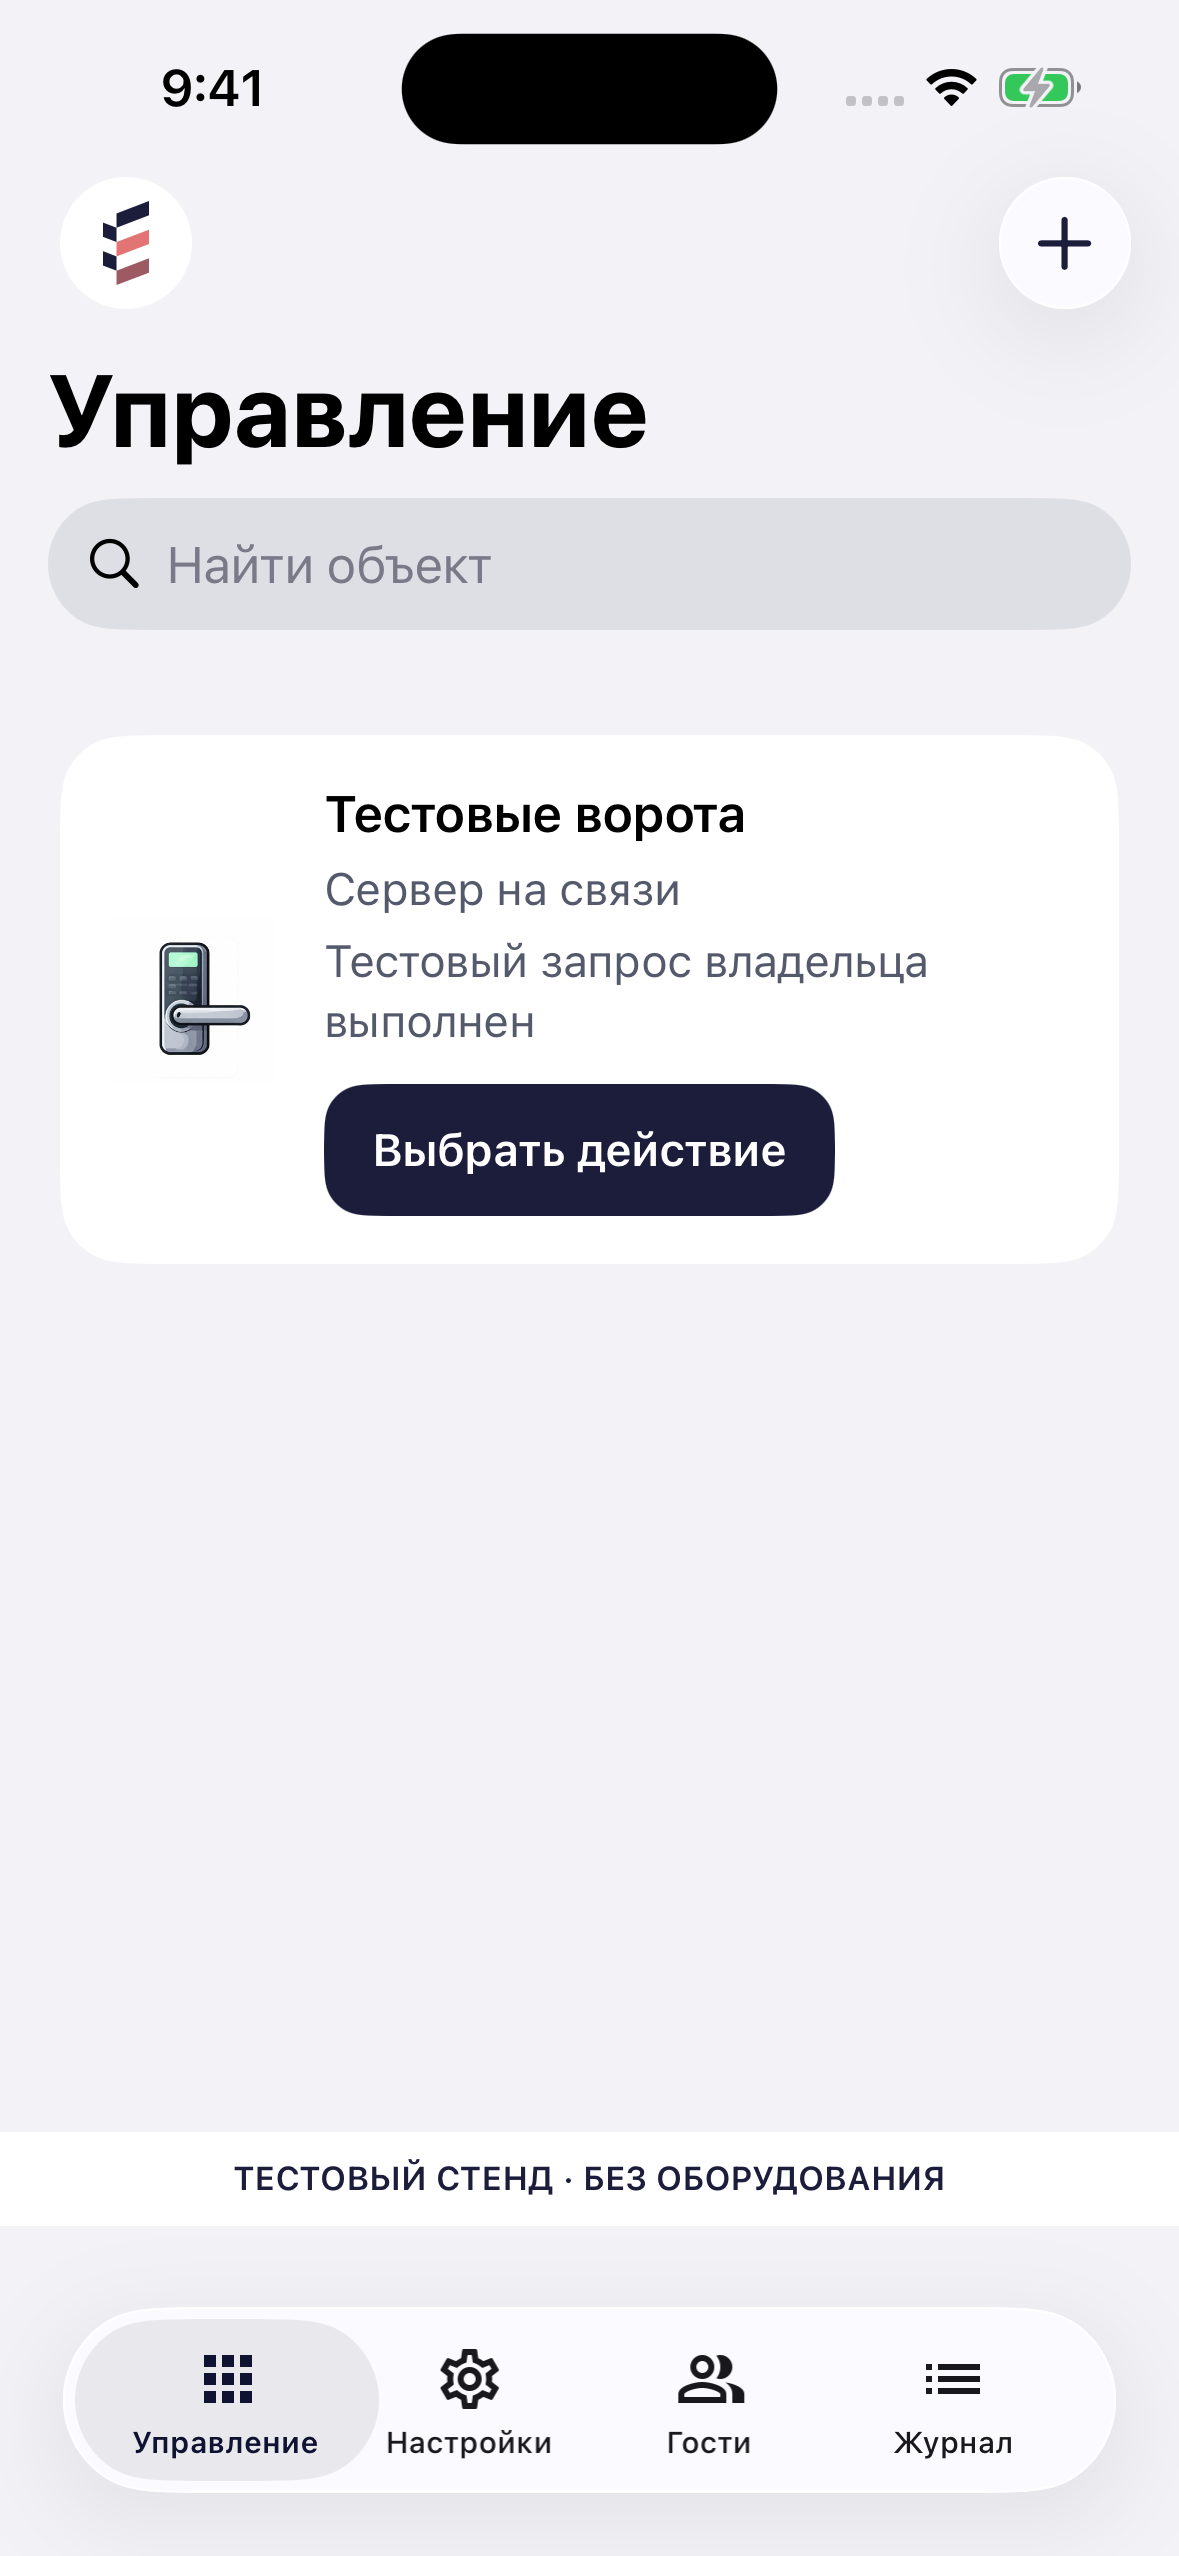 9:41
Управление
Найти объект
Тестовые ворота
Сервер на связи
Тестовый запрос владельца
выполнен
Выбрать действие
ТЕСТОВЫЙ СТЕНД · БЕЗ ОБОРУДОВАНИЯ
Управление
Настройки
Гости
Журнал